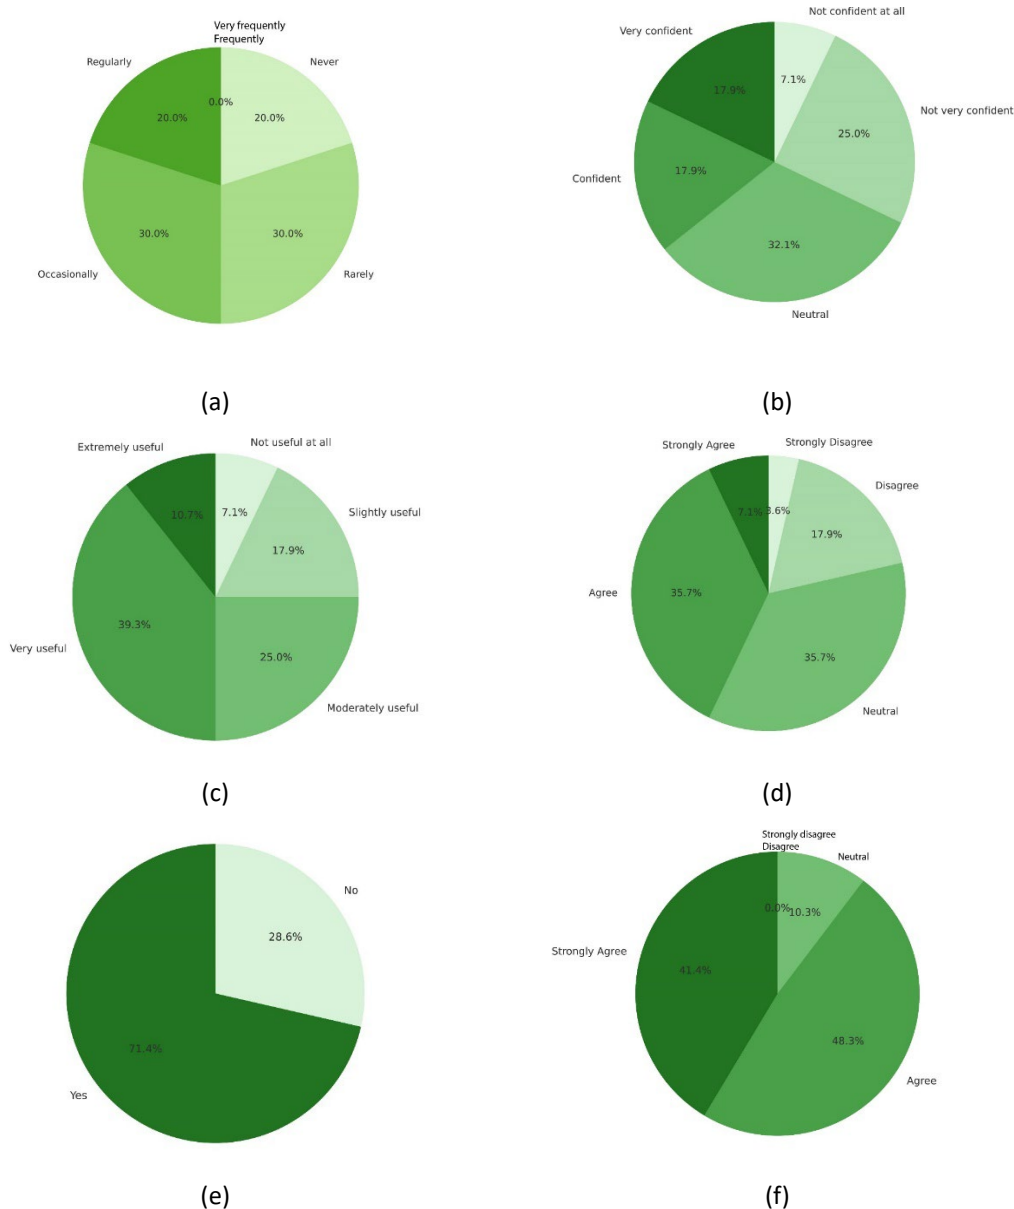 Very frequently
Frequently
Regularly
Never
0.0%
20.0%
20.0%
30.0%
30.0%
Occasionally
Rarely
(a)
Not confident at all
Very confident
7.1%
17.9%
Not very confident
25.0%
Confident
17.9%
32.1%
Neutral
(b)
Extremely useful
Not useful at all
10.7%
7.1%
Slightly useful
17.9%
39.3%
Very useful
25.0%
Moderately useful
(c)
Strongly Agree
Strongly Disagree
Disagree
7.1%
3.6%
17.9%
Agree
35.7%
35.7%
Neutral
(d)
No
28.6%
71.4%
Yes
(e)
Strongly disagree
Disagree
Neutral
0.0%
10.3%
Strongly Agree
41.4%
48.3%
Agree
(f)